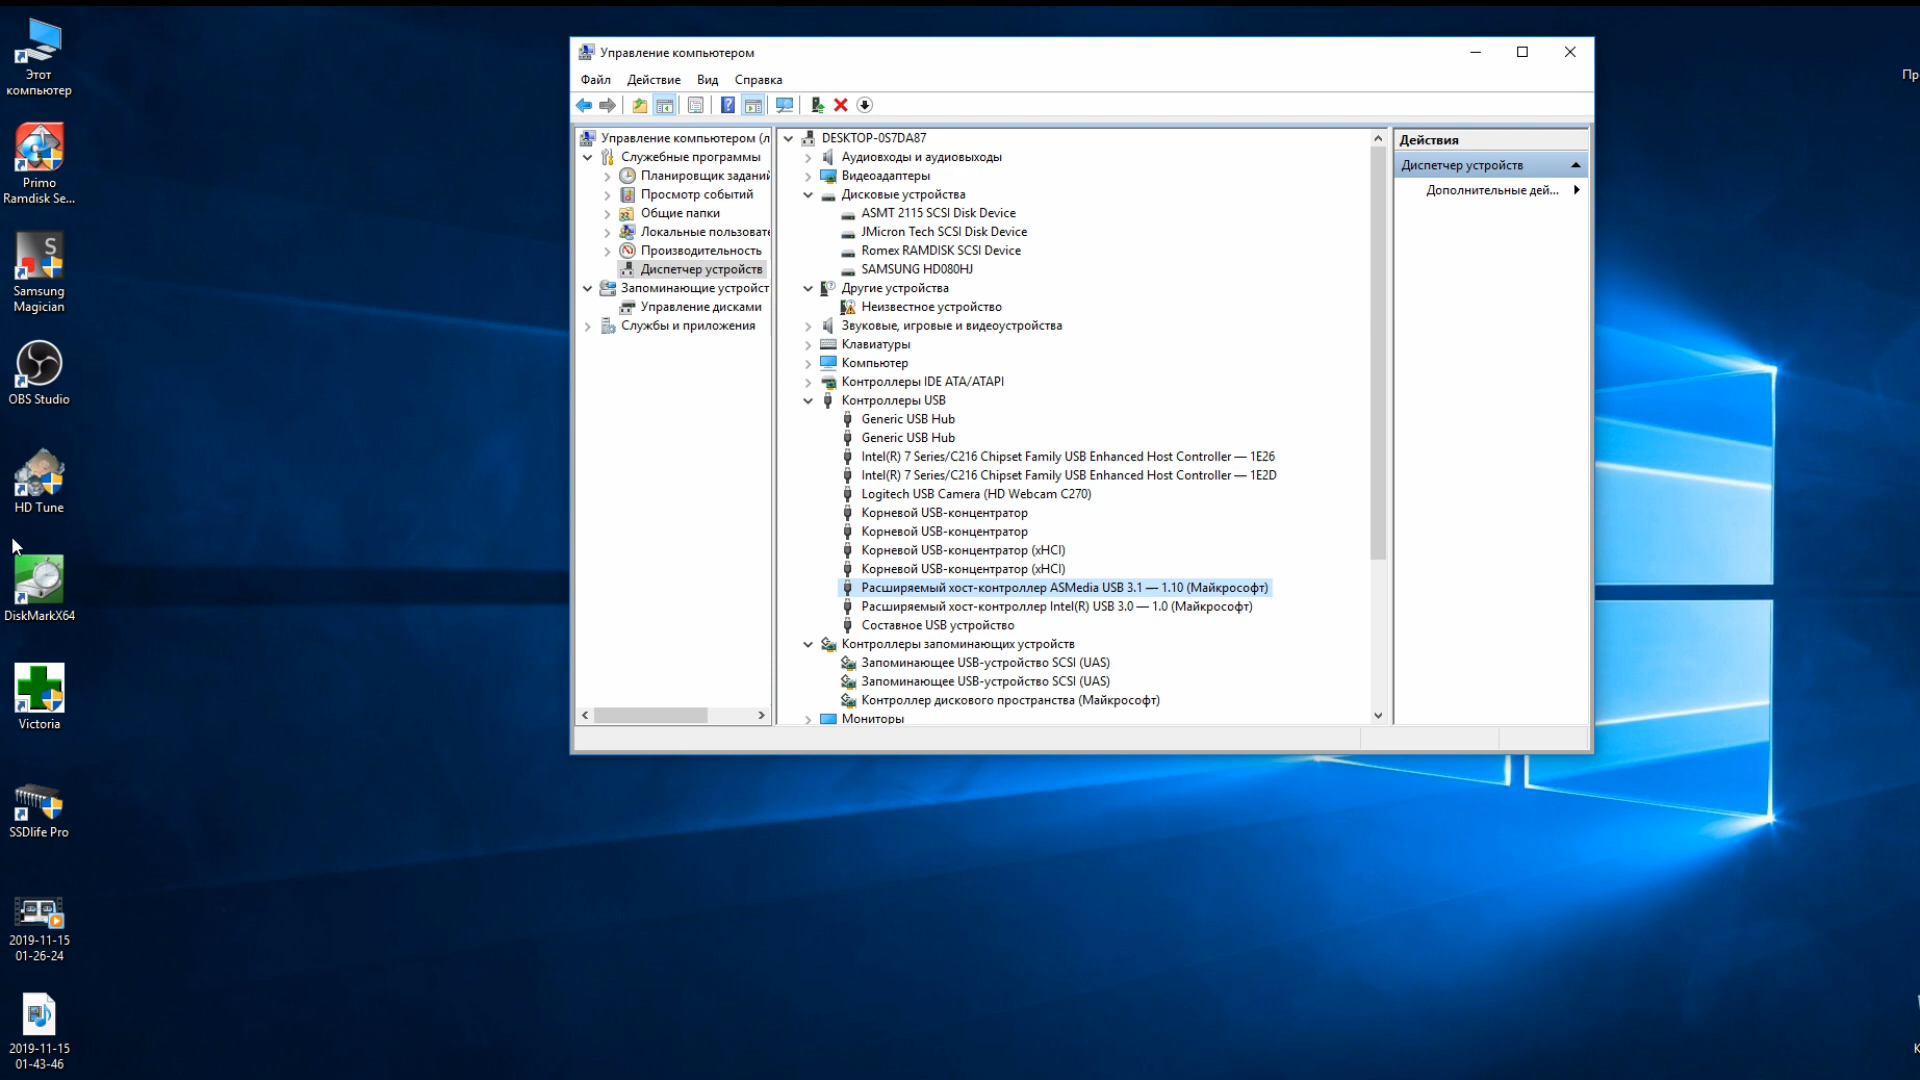 Этот
компьютер
Primo
Ramdisk Se...
Samsung
Magician
OBS Studio
HD Tune
DiskMarkX64
Victoria
SSDlife Pro
2019-11-15
01-26-24
2019-11-15
01-43-46
Управление компьютером
Файл Действие Вид Справка
Управление компьютером (л
Служебные программы
Планировщик заданий
Просмотр событий
Общие папки
Локальные пользовате
Производительность
Диспетчер устройств
Запоминающие устройст
Управление дисками
Службы и приложения
DESKTOP-0S7DA87
Аудиовходы и аудиовыходы
Видеоадаптеры
Дисковые устройства
ASMT 2115 SCSI Disk Device
JMicron Tech SCSI Disk Device
Romex RAMDISK SCSI Device
SAMSUNG HD080HJ
Другие устройства
Неизвестное устройство
Звуковые, игровые и видеоустройства
Клавиатуры
Компьютер
Контроллеры IDE ATA/ATAPI
Контроллеры USB
Generic USB Hub
Generic USB Hub
Intel(R) 7 Series/C216 Chipset Family USB Enhanced Host Controller — 1E26
Intel(R) 7 Series/C216 Chipset Family USB Enhanced Host Controller — 1E2D
Logitech USB Camera (HD Webcam C270)
Корневой USB-концентратор
Корневой USB-концентратор
Корневой USB-концентратор (xHCI)
Корневой USB-концентратор (xHCI)
Расширяемый хост-контроллер ASMedia USB 3.1 — 1.10 (Майкрософт)
Расширяемый хост-контроллер Intel(R) USB 3.0 — 1.0 (Майкрософт)
Составное USB устройство
Контроллеры запоминающих устройств
Запоминающее USB-устройство SCSI (UAS)
Запоминающее USB-устройство SCSI (UAS)
Контроллер дискового пространства (Майкрософт)
Мониторы
Действия
Диспетчер устройств
Дополнительные дей...
Пр